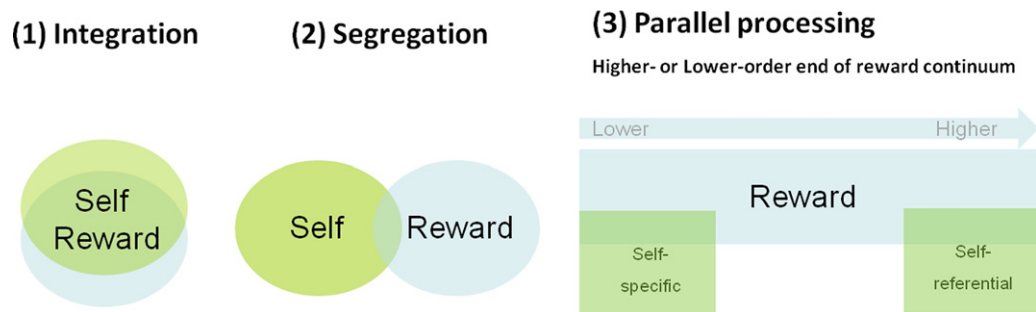 (1) Integration
(2) Segregation
(3) Parallel processing
Higher- or Lower-order end of reward continuum
Lower
Higher
Self
Reward
Self
Reward
Reward
Self-
specific
Self-
referential